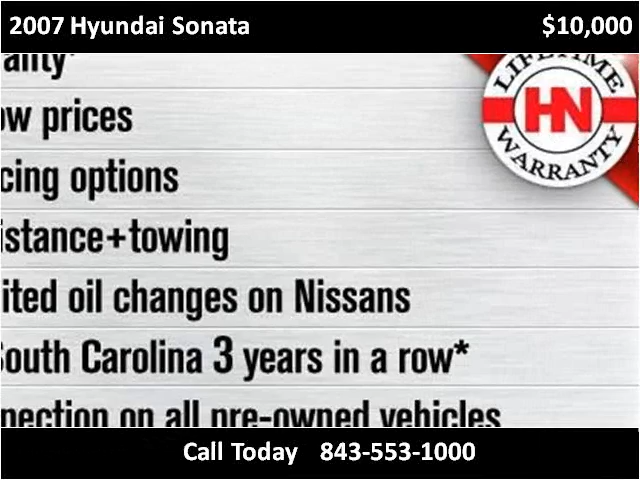 2007 Hyundai Sonata $10,000
anty*
ow prices
cing options
istance+towing
ited oil changes on Nissans
South Carolina 3 years in a row*
pection on all pre-owned vehicles
LIFETIME
HN
WARRANTY
Call Today 843-553-1000